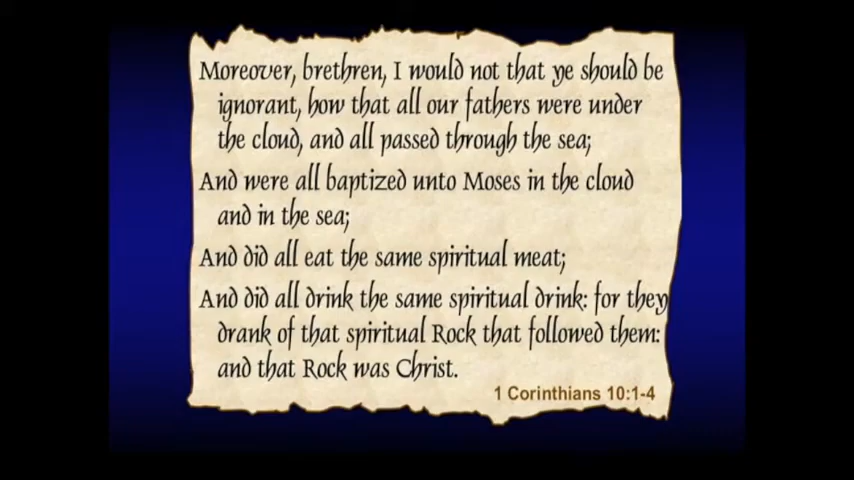 Moreover, brethren, I would not that ye should be
ignorant, how that all our fathers were under
the cloud, and all passed through the sea;
And were all baptized unto Moses in the cloud
and in the sea;
And did all eat the same spiritual meat;
And did all drink the same spiritual drink: for they
drank of that spiritual Rock that followed them:
and that Rock was Christ.
1 Corinthians 10:1-4